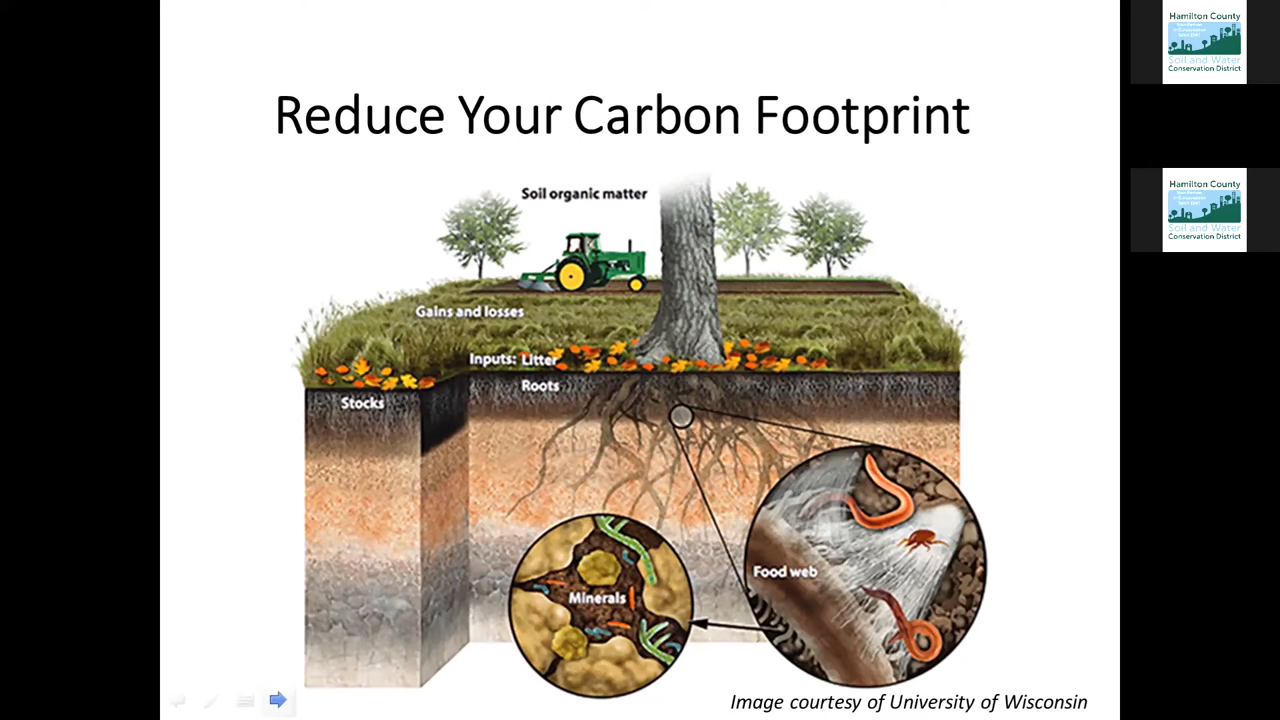 Reduce Your Carbon Footprint
Soil organic matter
Gains and losses
Inputs: Litter
Roots
Stocks
Food web
Minerals
Image courtesy of University of Wisconsin
Hamilton County
Soil and Water
Conservation District
Hamilton County
Soil and Water
Conservation District